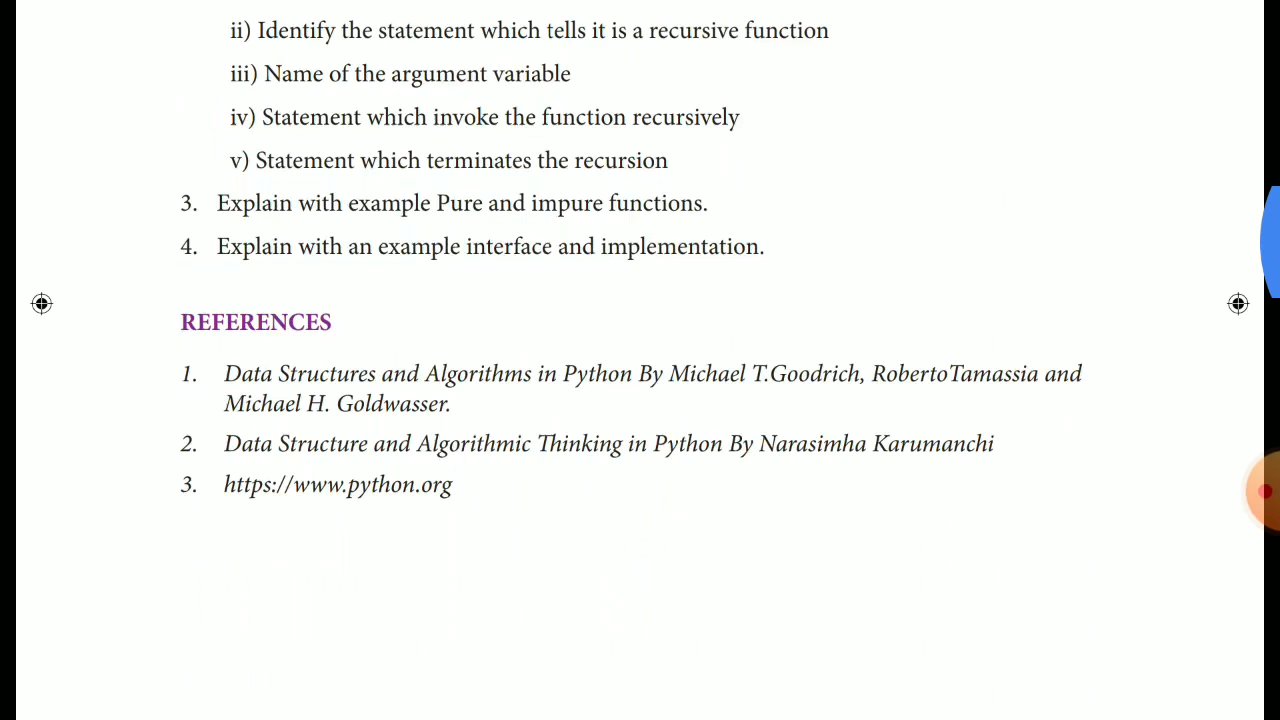 ii) Identify the statement which tells it is a recursive function
iii) Name of the argument variable
iv) Statement which invoke the function recursively
v) Statement which terminates the recursion
3. Explain with example Pure and impure functions.
4. Explain with an example interface and implementation.
REFERENCES
1. Data Structures and Algorithms in Python By Michael T.Goodrich, RobertoTamassia and
Michael H. Goldwasser.
2. Data Structure and Algorithmic Thinking in Python By Narasimha Karumanchi
3. https://www.python.org